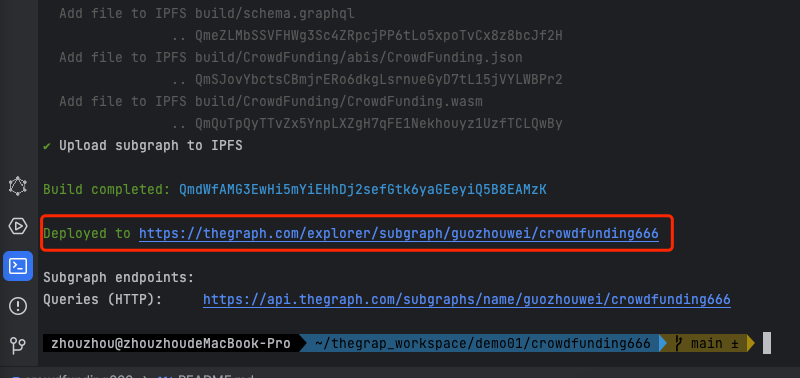 Add file to IPFS build/schema.graphql
.. QmeZLMbSSVFHWg3Sc4ZRpcjPP6tLo5xpoTvCx8z8bcJf2H
Add file to IPFS build/CrowdFunding/abis/CrowdFunding.json
.. QmSJovYbctsCBmjrERo6dkgLsrnueGyD7tL15jVYLWBPr2
Add file to IPFS build/CrowdFunding/CrowdFunding.wasm
.. QmQuTpQyTTvZx5YnpLXZgH7qFE1Nekhouyz1UzfTCLQwBy
✔ Upload subgraph to IPFS
Build completed: QmdWfAMG3EwHi5mYiEHhDj2sefGtk6yaGEeyiQ5B8EAMzK
Deployed to https://thegraph.com/explorer/subgraph/guozhouwei/crowdfunding666
Subgraph endpoints:
Queries (HTTP): https://api.thegraph.com/subgraphs/name/guozhouwei/crowdfunding666
zhouzhou@zhouzhoudeMacBook-Pro ~/thegrap_workspace/demo01/crowdfunding666 main ±